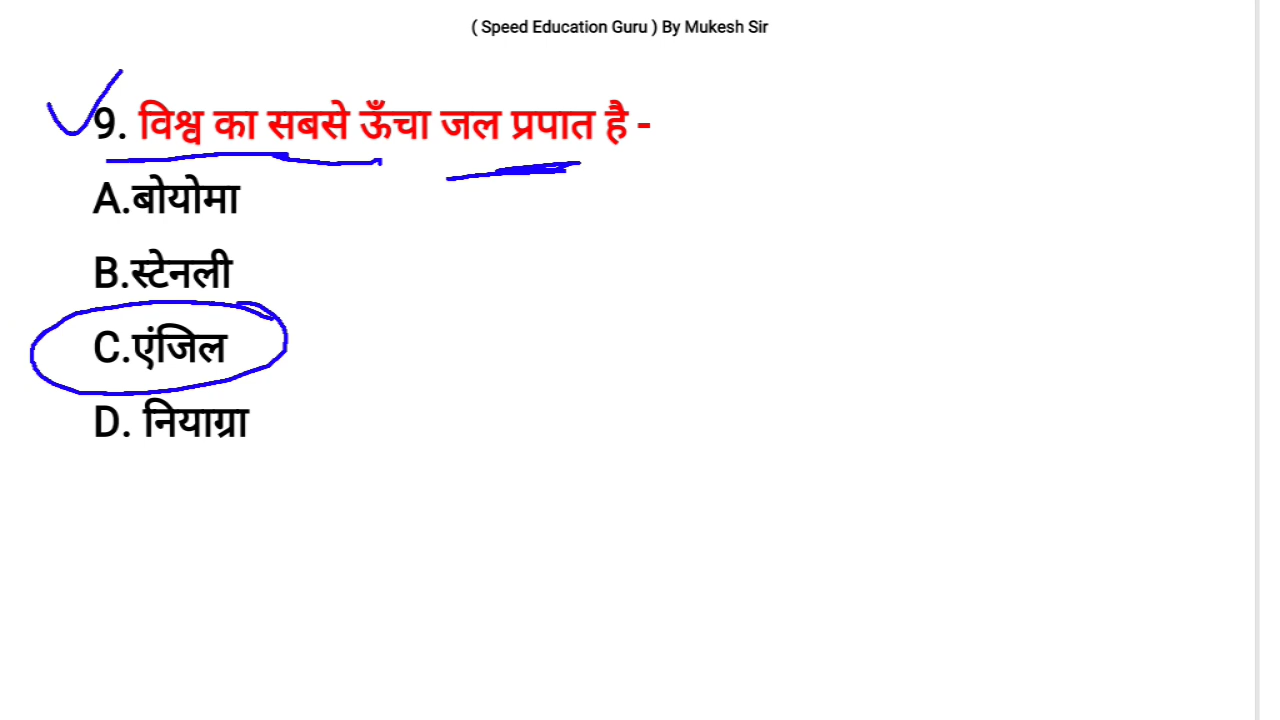 ( Speed Education Guru ) By Mukesh Sir
9. विश्व का सबसे ऊँचा जल प्रपात है -
A.बोयोमा
B.स्टेनली
C.एंजिल
D. नियाग्रा